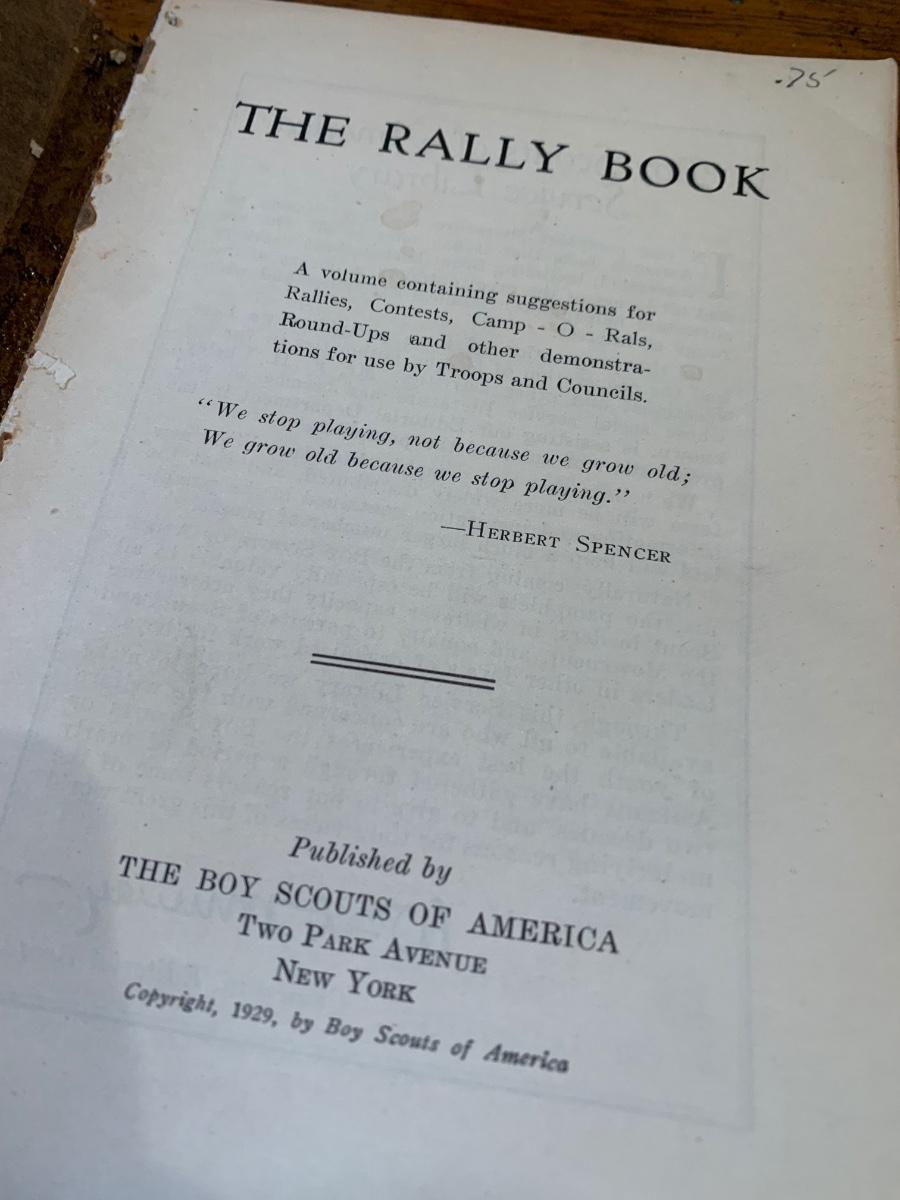 .75
THE RALLY BOOK
A volume containing suggestions for
Rallies, Contests, Camp - O - Rals,
Round-Ups and other demonstra-
tions for use by Troops and Councils.
“We stop playing, not because we grow old;
We grow old because we stop playing.”
—HERBERT SPENCER
Published by
THE BOY SCOUTS OF AMERICA
TWO PARK AVENUE
NEW YORK
Copyright, 1929, by Boy Scouts of America